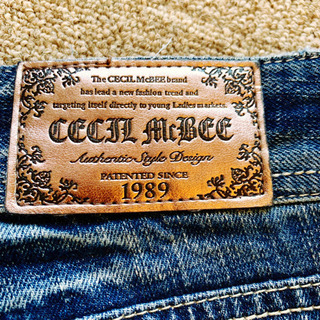 The CECIL McBEE brand
has lead a new fashion trend and
targeting itself directly to young Ladies markets.
CECIL McBEE
Authentic Style Design
PATENTED SINCE
1989